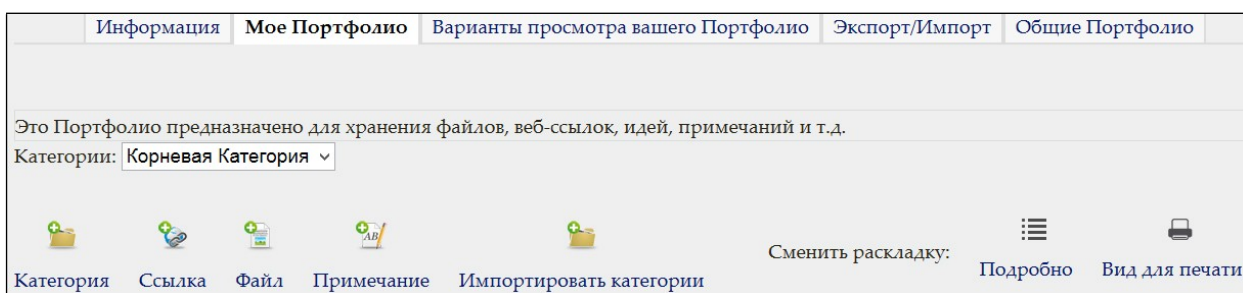 Информация Мое Портфолио Варианты просмотра вашего Портфолио Экспорт/Импорт Общие Портфолио
Это Портфолио предназначено для хранения файлов, веб-ссылок, идей, примечаний и т.д.
Категории: Корневая Категория
Сменить раскладку:
Категория Ссылка Файл Примечание Импортировать категории Подробно Вид для печати